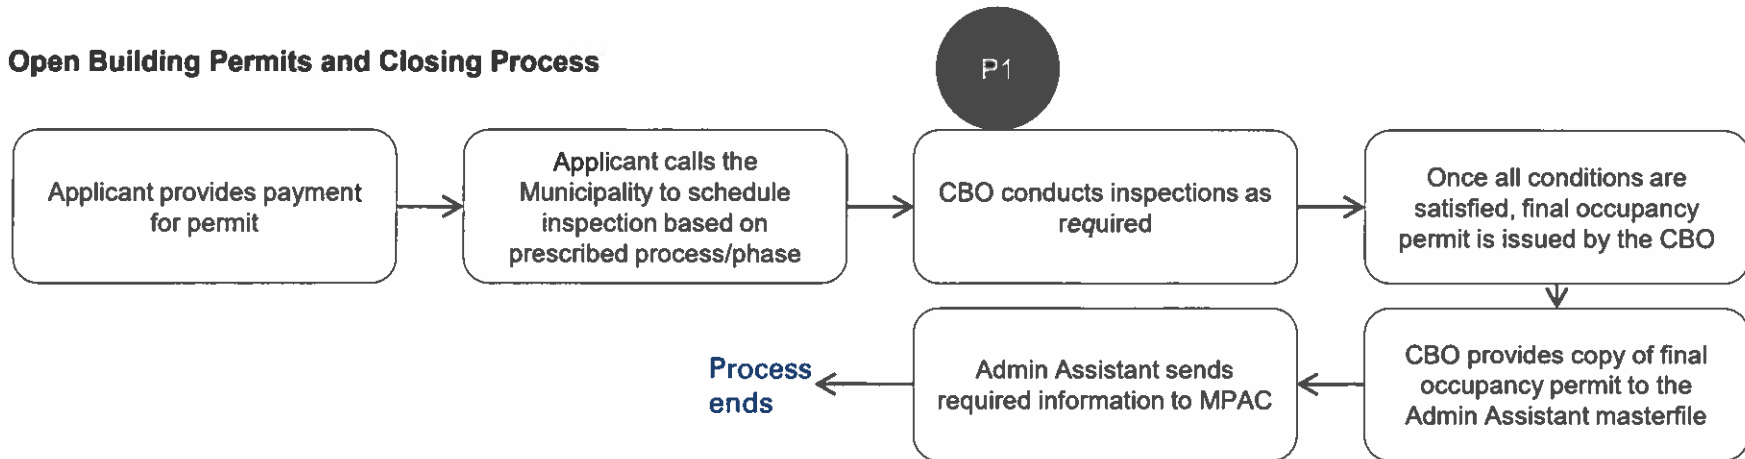 Open Building Permits and Closing Process
P1
Applicant provides payment
for permit
Applicant calls the
Municipality to schedule
inspection based on
prescribed process/phase
CBO conducts inspections as
required
Once all conditions are
satisfied, final occupancy
permit is issued by the CBO
CBO provides copy of final
occupancy permit to the
Admin Assistant masterfile
Admin Assistant sends
required information to MPAC
Process
ends